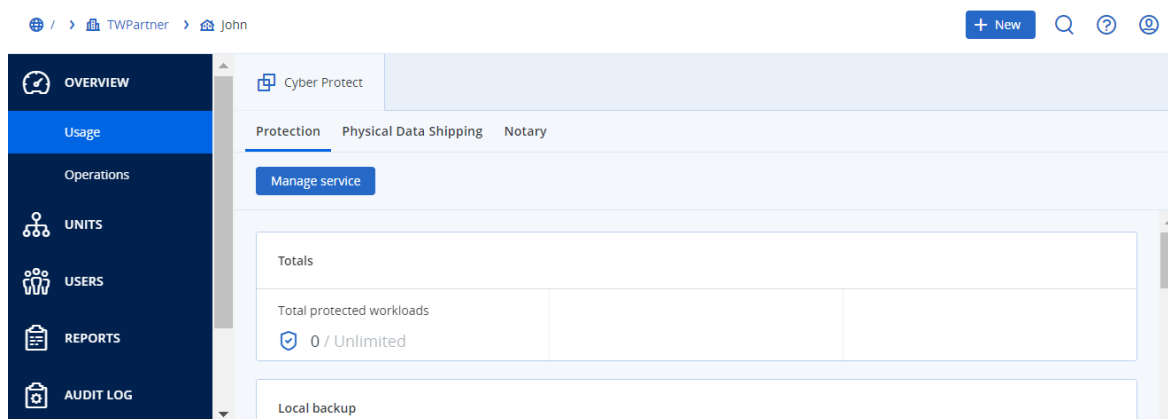 / > TWPartner > John
+ New
OVERVIEW
Usage
Operations
UNITS
USERS
REPORTS
AUDIT LOG
Cyber Protect
Protection Physical Data Shipping Notary
Manage service
Totals
Total protected workloads
0 / Unlimited
Local backup